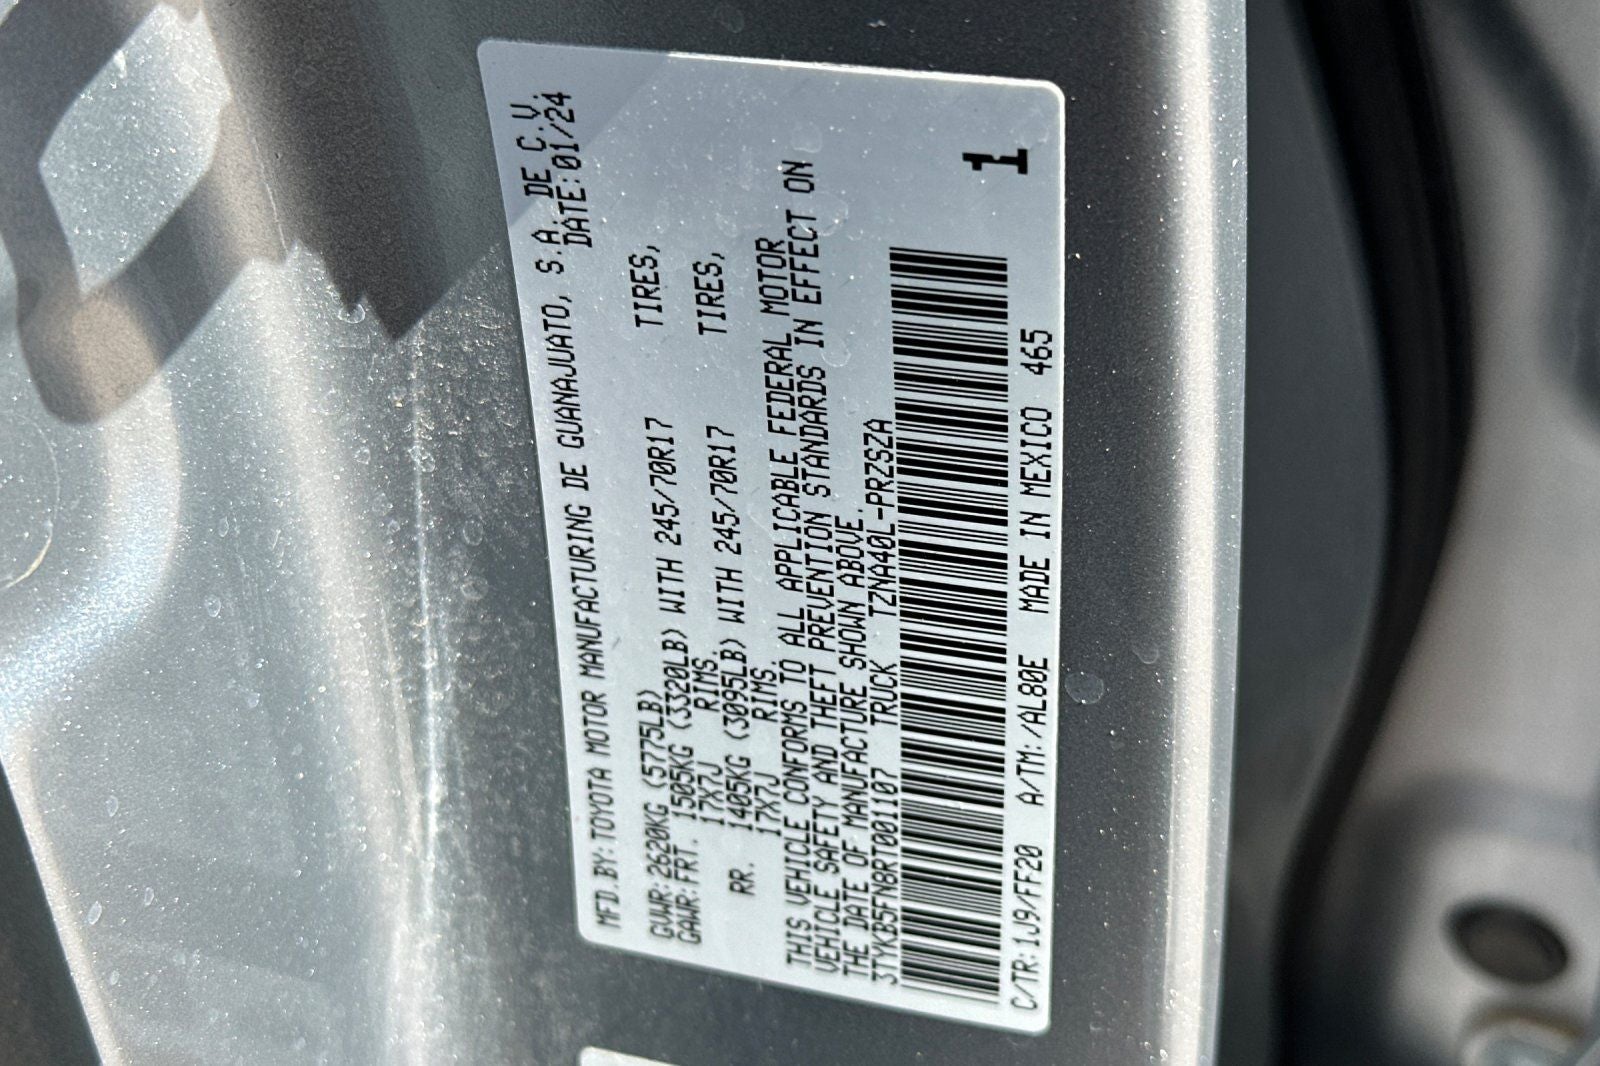 MFD.BY:TOYOTA MOTOR MANUFACTURING DE GUANAJUATO, S.A. DE C.V.
DATE:01/24
GVWR:2620KG (5775LB)
GAWR:FRT. 1505KG (3320LB) WITH 245/70R17 TIRES,
17X7J RIMS.
RR. 1405KG (3095LB) WITH 245/70R17 TIRES,
17X7J RIMS.
THIS VEHICLE CONFORMS TO ALL APPLICABLE FEDERAL MOTOR
VEHICLE SAFETY AND THEFT PREVENTION STANDARDS IN EFFECT ON
THE DATE OF MANUFACTURE SHOWN ABOVE.
3TYKB5FN8RT001107 TRUCK TZNA40L-PRZSZA
C/TR:1J9/FF20 A/TM:/AL80E MADE IN MEXICO 465
1